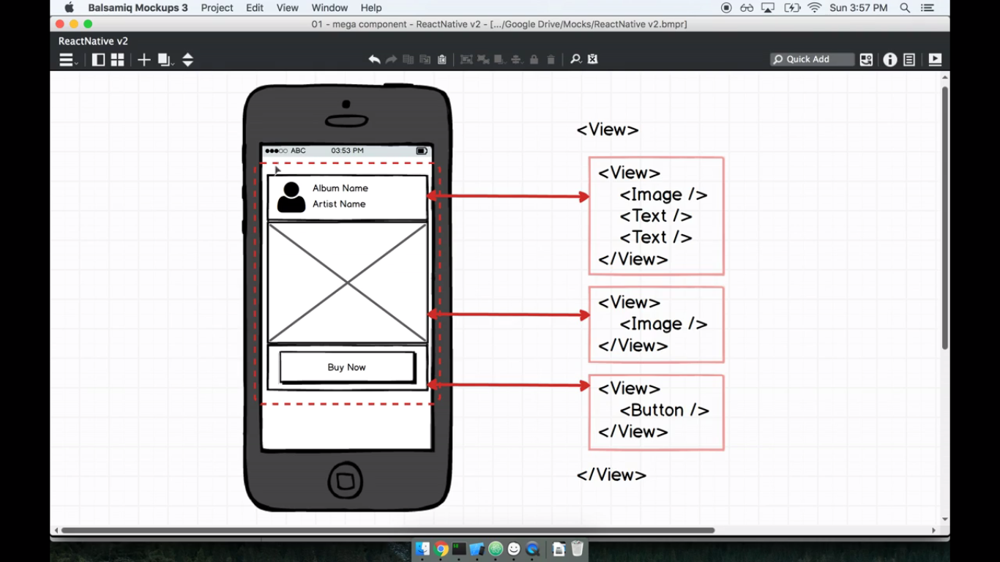 Balsamiq Mockups 3 Project Edit View Window Help Sun 3:57 PM
01 - mega component - ReactNative v2 - [.../Google Drive/Mocks/ReactNative v2.bmpr]
ReactNative v2
Quick Add
ABC 03:53 PM
Album Name
Artist Name
Buy Now
<View>
<View>
<Image />
<Text />
<Text />
</View>
<View>
<Image />
</View>
<View>
<Button />
</View>
</View>